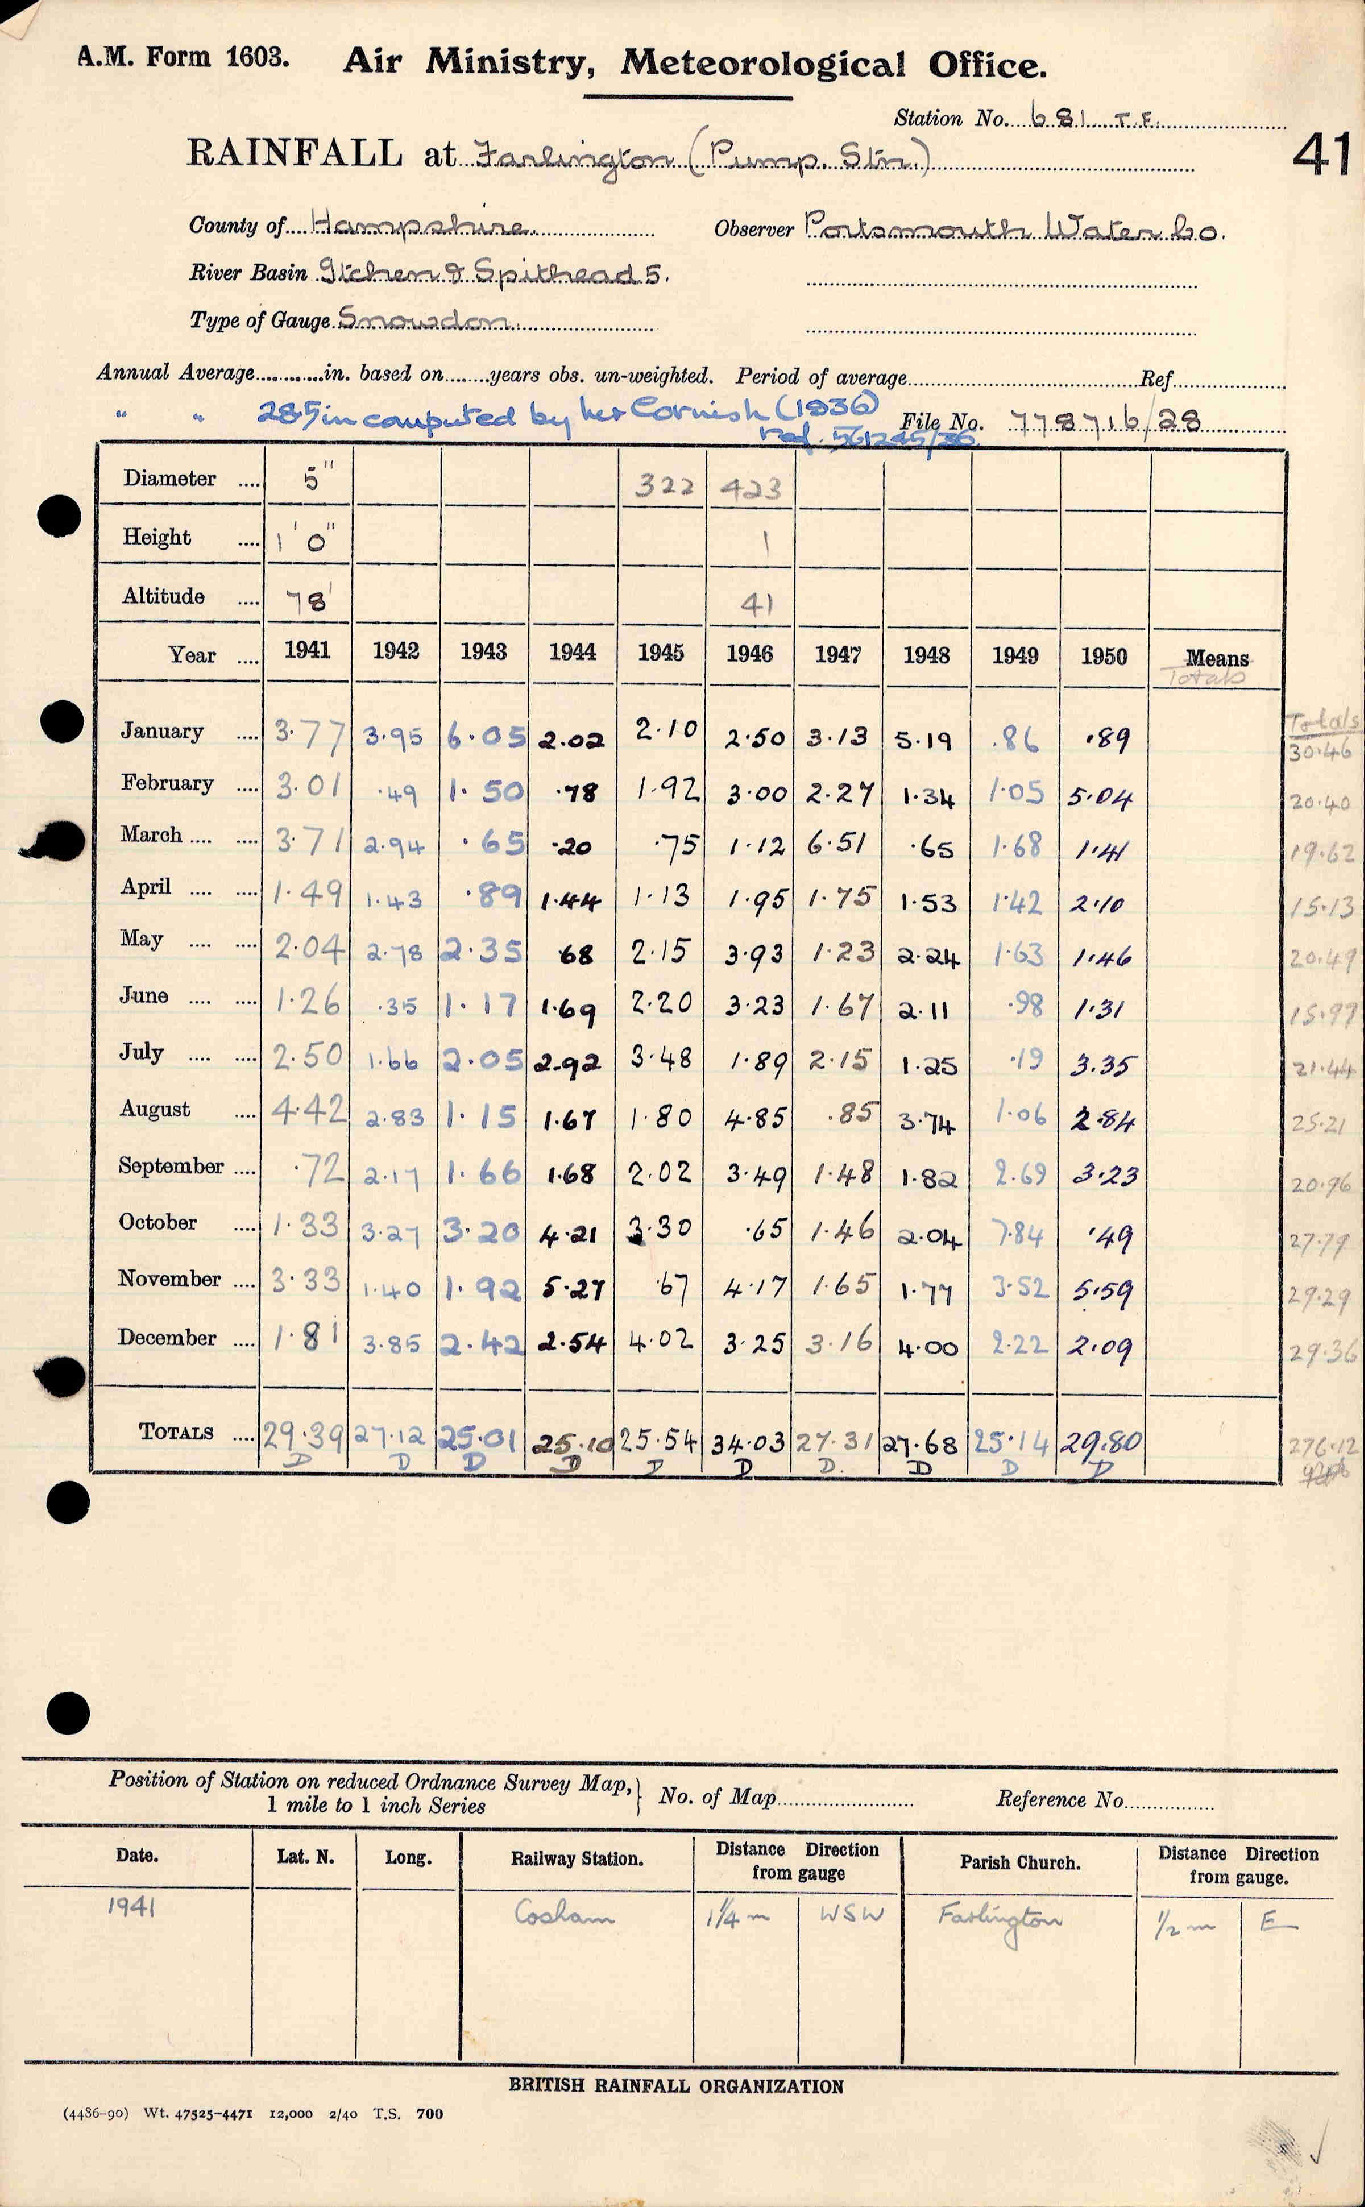 A.M. Form 1603. Air Ministry, Meteorological Office.
Station No. 681 T.F.
41
RAINFALL at Farlington (Pump. Stn.)
County of Hampshire Observer Portsmouth Water Co.
River Basin Itchen & Spithead 5.
Type of Gauge Snowdon
Annual Average in. based on years obs. un-weighted. Period of average Ref
" " 28.5 in computed by her Cornish (1936)
ref. 561245/36
File No. 778716/28
Diameter 5" 322 423
Height 1' 0" 1
Altitude 78' 41
Year 1941 1942 1943 1944 1945 1946 1947 1948 1949 1950 Means
Totals
Totals
January 3.77 3.95 6.05 2.02 2.10 2.50 3.13 5.19 .86 .89 30.46
February 3.01 .49 1.50 .78 1.92 3.00 2.27 1.34 1.05 5.04 20.40
March 3.71 2.94 .65 .20 .75 1.12 6.51 .65 1.68 1.41 19.62
April 1.49 1.43 .89 1.44 1.13 1.95 1.75 1.53 1.42 2.10 15.13
May 2.04 2.78 2.35 .68 2.15 3.93 1.23 2.24 1.63 1.46 20.49
June 1.26 .35 1.17 1.69 2.20 3.23 1.67 2.11 .98 1.31 15.97
July 2.50 1.66 2.05 2.92 3.48 1.89 2.15 1.25 .19 3.35 21.44
August 4.42 2.83 1.15 1.67 1.80 4.85 .85 3.74 1.06 2.84 25.21
September .72 2.17 1.66 1.68 2.02 3.49 1.48 1.82 2.69 3.23 20.96
October 1.33 3.27 3.20 4.21 3.30 .65 1.46 2.04 7.84 .49 27.79
November 3.33 1.40 1.92 5.27 .67 4.17 1.65 1.77 3.52 5.59 29.29
December 1.81 3.85 2.42 2.54 4.02 3.25 3.16 4.00 2.22 2.09 29.36
TOTALS 29.39 27.12 25.01 25.10 25.54 34.03 27.31 27.68 25.14 29.80 276.12
D D D D D D D. D D D
Position of Station on reduced Ordnance Survey Map, } No. of Map Reference No.
1 mile to 1 inch Series
Date. Lat. N. Long. Railway Station. Distance Direction from gauge Parish Church. Distance Direction from gauge.
1941 Cosham 1¼ m WSW Farlington ½ m E
BRITISH RAINFALL ORGANIZATION
(4486-90) Wt. 47525-4471 12,000 2/40 T.S. 700